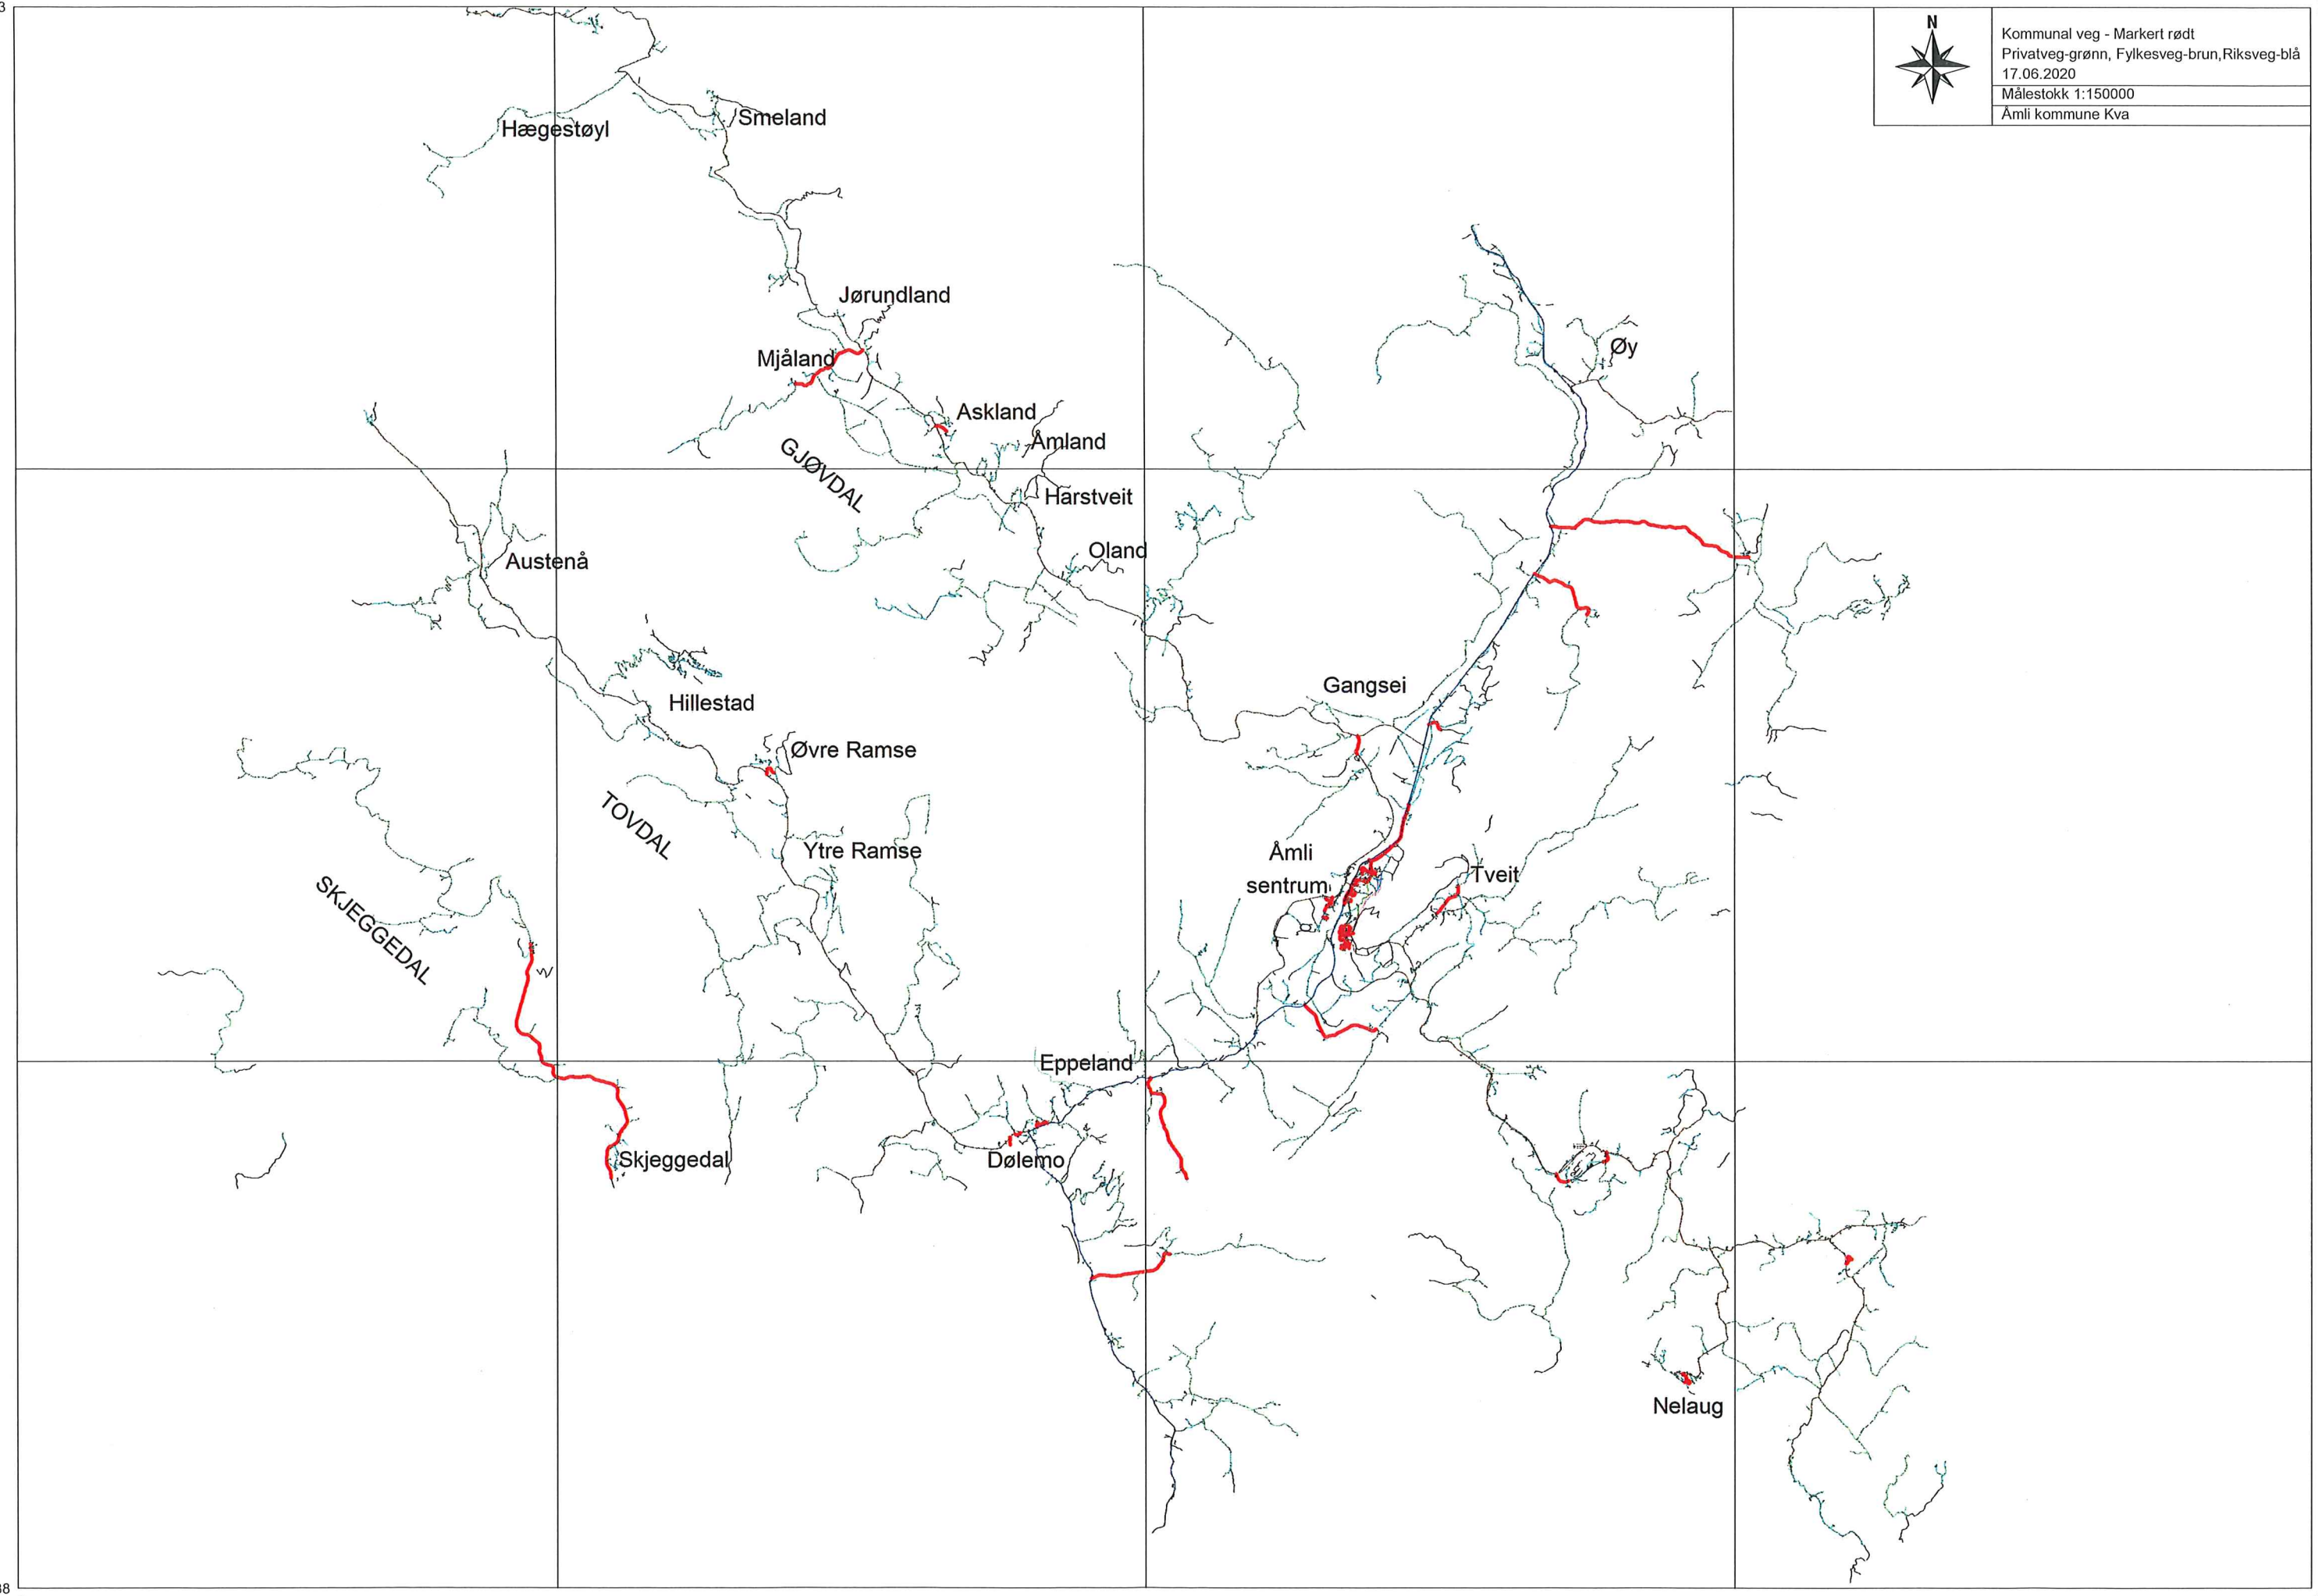 3
N
Kommunal veg - Markert rødt
Privatveg-grønn, Fylkesveg-brun,Riksveg-blå
17.06.2020
Målestokk 1:150000
Åmli kommune Kva
Smeland
Hægestøyl
Jørundland
Øy
Mjåland
Askland
Åmland
GJØVDAL
Harstveit
Oland
Austenå
Gangsei
Hillestad
Øvre Ramse
TOVDAL
Ytre Ramse
Åmli
sentrum
Tveit
SKJEGGEDAL
Eppeland
Skjeggedal
Dølemo
Nelaug